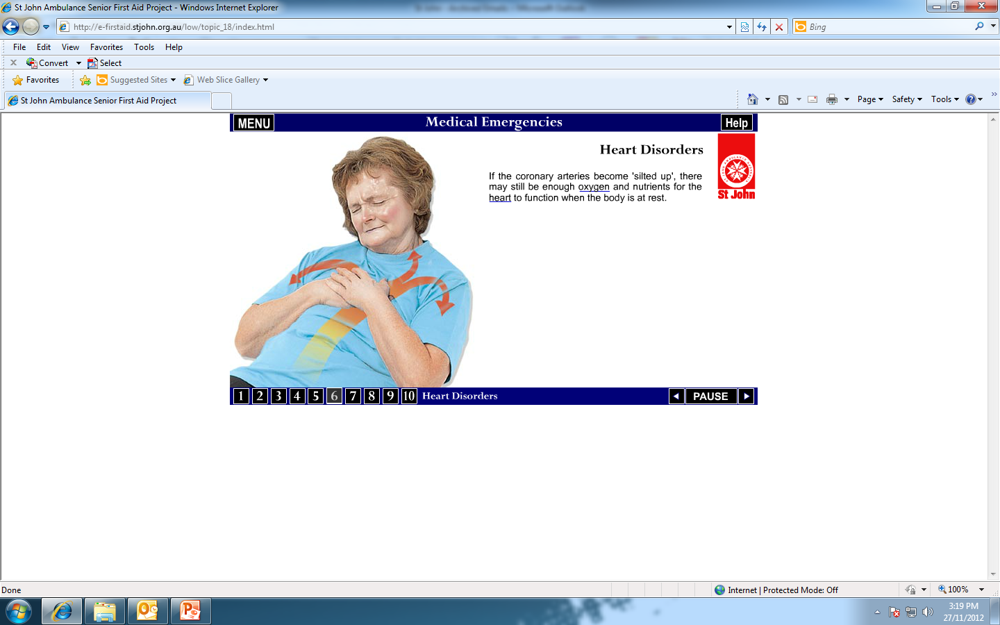 St John Ambulance Senior First Aid Project - Windows Internet Explorer
http://e-firstaid.stjohn.org.au/low/topic_18/index.html
Bing
File Edit View Favorites Tools Help
Convert Select
Favorites Suggested Sites Web Slice Gallery
St John Ambulance Senior First Aid Project
Page Safety Tools
MENU Medical Emergencies Help
Heart Disorders
If the coronary arteries become 'silted up', there
may still be enough oxygen and nutrients for the
heart to function when the body is at rest.
St John
1 2 3 4 5 6 7 8 9 10 Heart Disorders PAUSE
Done Internet | Protected Mode: Off 100%
3:19 PM
27/11/2012